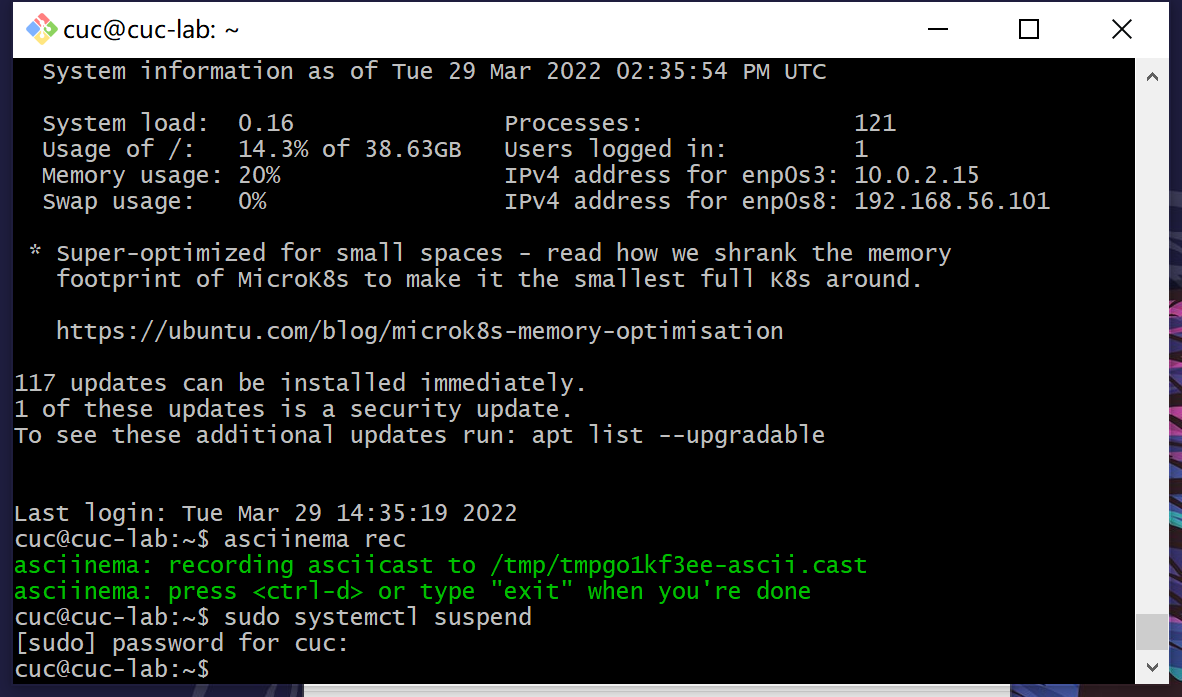 cuc@cuc-lab: ~
System information as of Tue 29 Mar 2022 02:35:54 PM UTC
System load: 0.16 Processes: 121
Usage of /: 14.3% of 38.63GB Users logged in: 1
Memory usage: 20% IPv4 address for enp0s3: 10.0.2.15
Swap usage: 0% IPv4 address for enp0s8: 192.168.56.101
* Super-optimized for small spaces - read how we shrank the memory
footprint of MicroK8s to make it the smallest full K8s around.
https://ubuntu.com/blog/microk8s-memory-optimisation
117 updates can be installed immediately.
1 of these updates is a security update.
To see these additional updates run: apt list --upgradable
Last login: Tue Mar 29 14:35:19 2022
cuc@cuc-lab:~$ asciinema rec
asciinema: recording asciicast to /tmp/tmpgo1kf3ee-ascii.cast
asciinema: press <ctrl-d> or type "exit" when you're done
cuc@cuc-lab:~$ sudo systemctl suspend
[sudo] password for cuc:
cuc@cuc-lab:~$